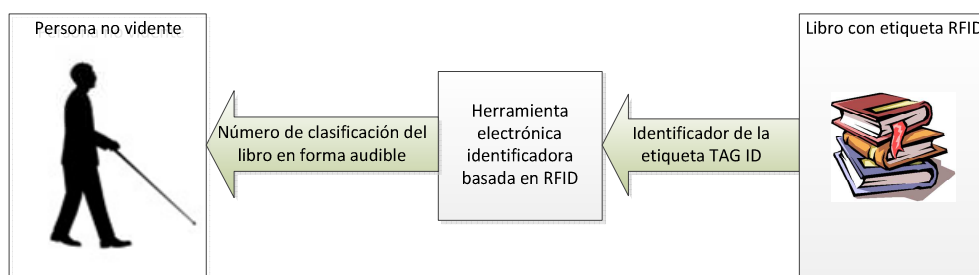 Persona no vidente
Número de clasificación del
libro en forma audible
Herramienta
electrónica
identificadora
basada en RFID
Identificador de la
etiqueta TAG ID
Libro con etiqueta RFID